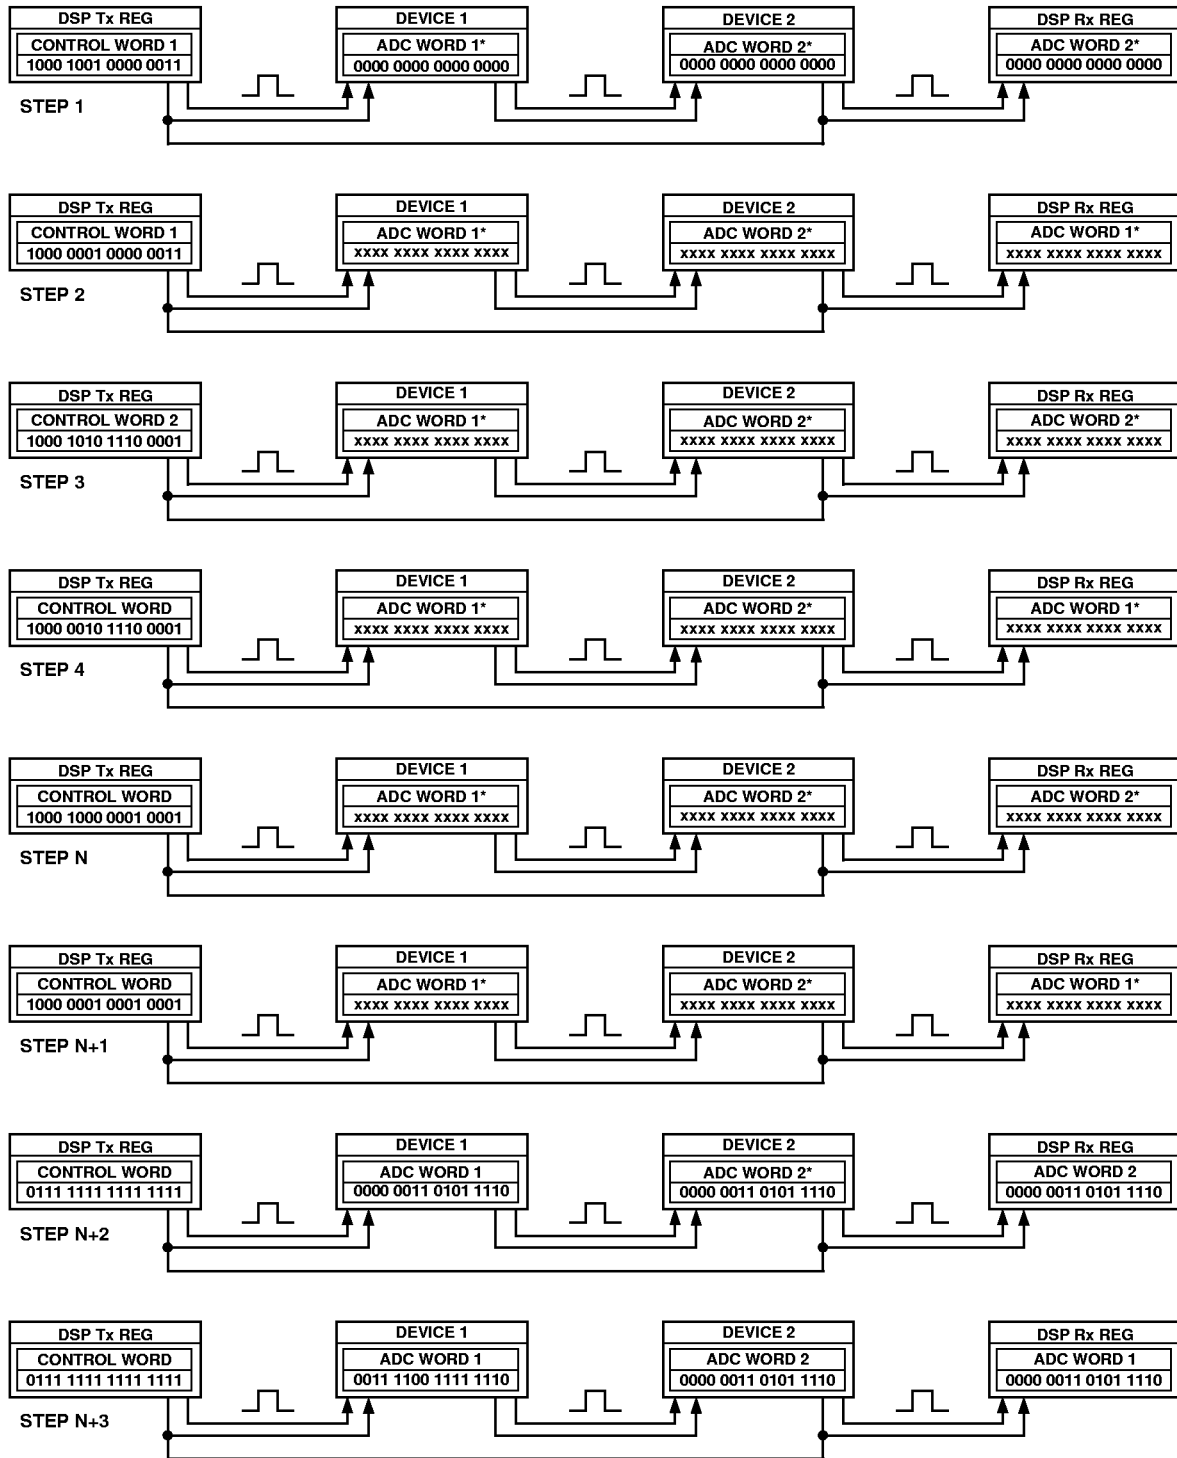 DSP Tx REG DEVICE 1 DEVICE 2 DSP Rx REG
CONTROL WORD 1 ADC WORD 1* ADC WORD 2* ADC WORD 2*
1000 1001 0000 0011 0000 0000 0000 0000 0000 0000 0000 0000 0000 0000 0000 0000
STEP 1
DSP Tx REG DEVICE 1 DEVICE 2 DSP Rx REG
CONTROL WORD 1 ADC WORD 1* ADC WORD 2* ADC WORD 1*
1000 0001 0000 0011 xxxx xxxx xxxx xxxx xxxx xxxx xxxx xxxx xxxx xxxx xxxx xxxx
STEP 2
DSP Tx REG DEVICE 1 DEVICE 2 DSP Rx REG
CONTROL WORD 2 ADC WORD 1* ADC WORD 2* ADC WORD 2*
1000 1010 1110 0001 xxxx xxxx xxxx xxxx xxxx xxxx xxxx xxxx xxxx xxxx xxxx xxxx
STEP 3
DSP Tx REG DEVICE 1 DEVICE 2 DSP Rx REG
CONTROL WORD ADC WORD 1* ADC WORD 2* ADC WORD 1*
1000 0010 1110 0001 xxxx xxxx xxxx xxxx xxxx xxxx xxxx xxxx xxxx xxxx xxxx xxxx
STEP 4
DSP Tx REG DEVICE 1 DEVICE 2 DSP Rx REG
CONTROL WORD ADC WORD 1* ADC WORD 2* ADC WORD 2*
1000 1000 0001 0001 xxxx xxxx xxxx xxxx xxxx xxxx xxxx xxxx xxxx xxxx xxxx xxxx
STEP N
DSP Tx REG DEVICE 1 DEVICE 2 DSP Rx REG
CONTROL WORD ADC WORD 1* ADC WORD 2* ADC WORD 1*
1000 0001 0001 0001 xxxx xxxx xxxx xxxx xxxx xxxx xxxx xxxx xxxx xxxx xxxx xxxx
STEP N+1
DSP Tx REG DEVICE 1 DEVICE 2 DSP Rx REG
CONTROL WORD ADC WORD 1 ADC WORD 2* ADC WORD 2
0111 1111 1111 1111 0000 0011 0101 1110 0000 0011 0101 1110 0000 0011 0101 1110
STEP N+2
DSP Tx REG DEVICE 1 DEVICE 2 DSP Rx REG
CONTROL WORD ADC WORD 1 ADC WORD 2 ADC WORD 1
0111 1111 1111 1111 0011 1100 1111 1110 0000 0011 0101 1110 0000 0011 0101 1110
STEP N+3